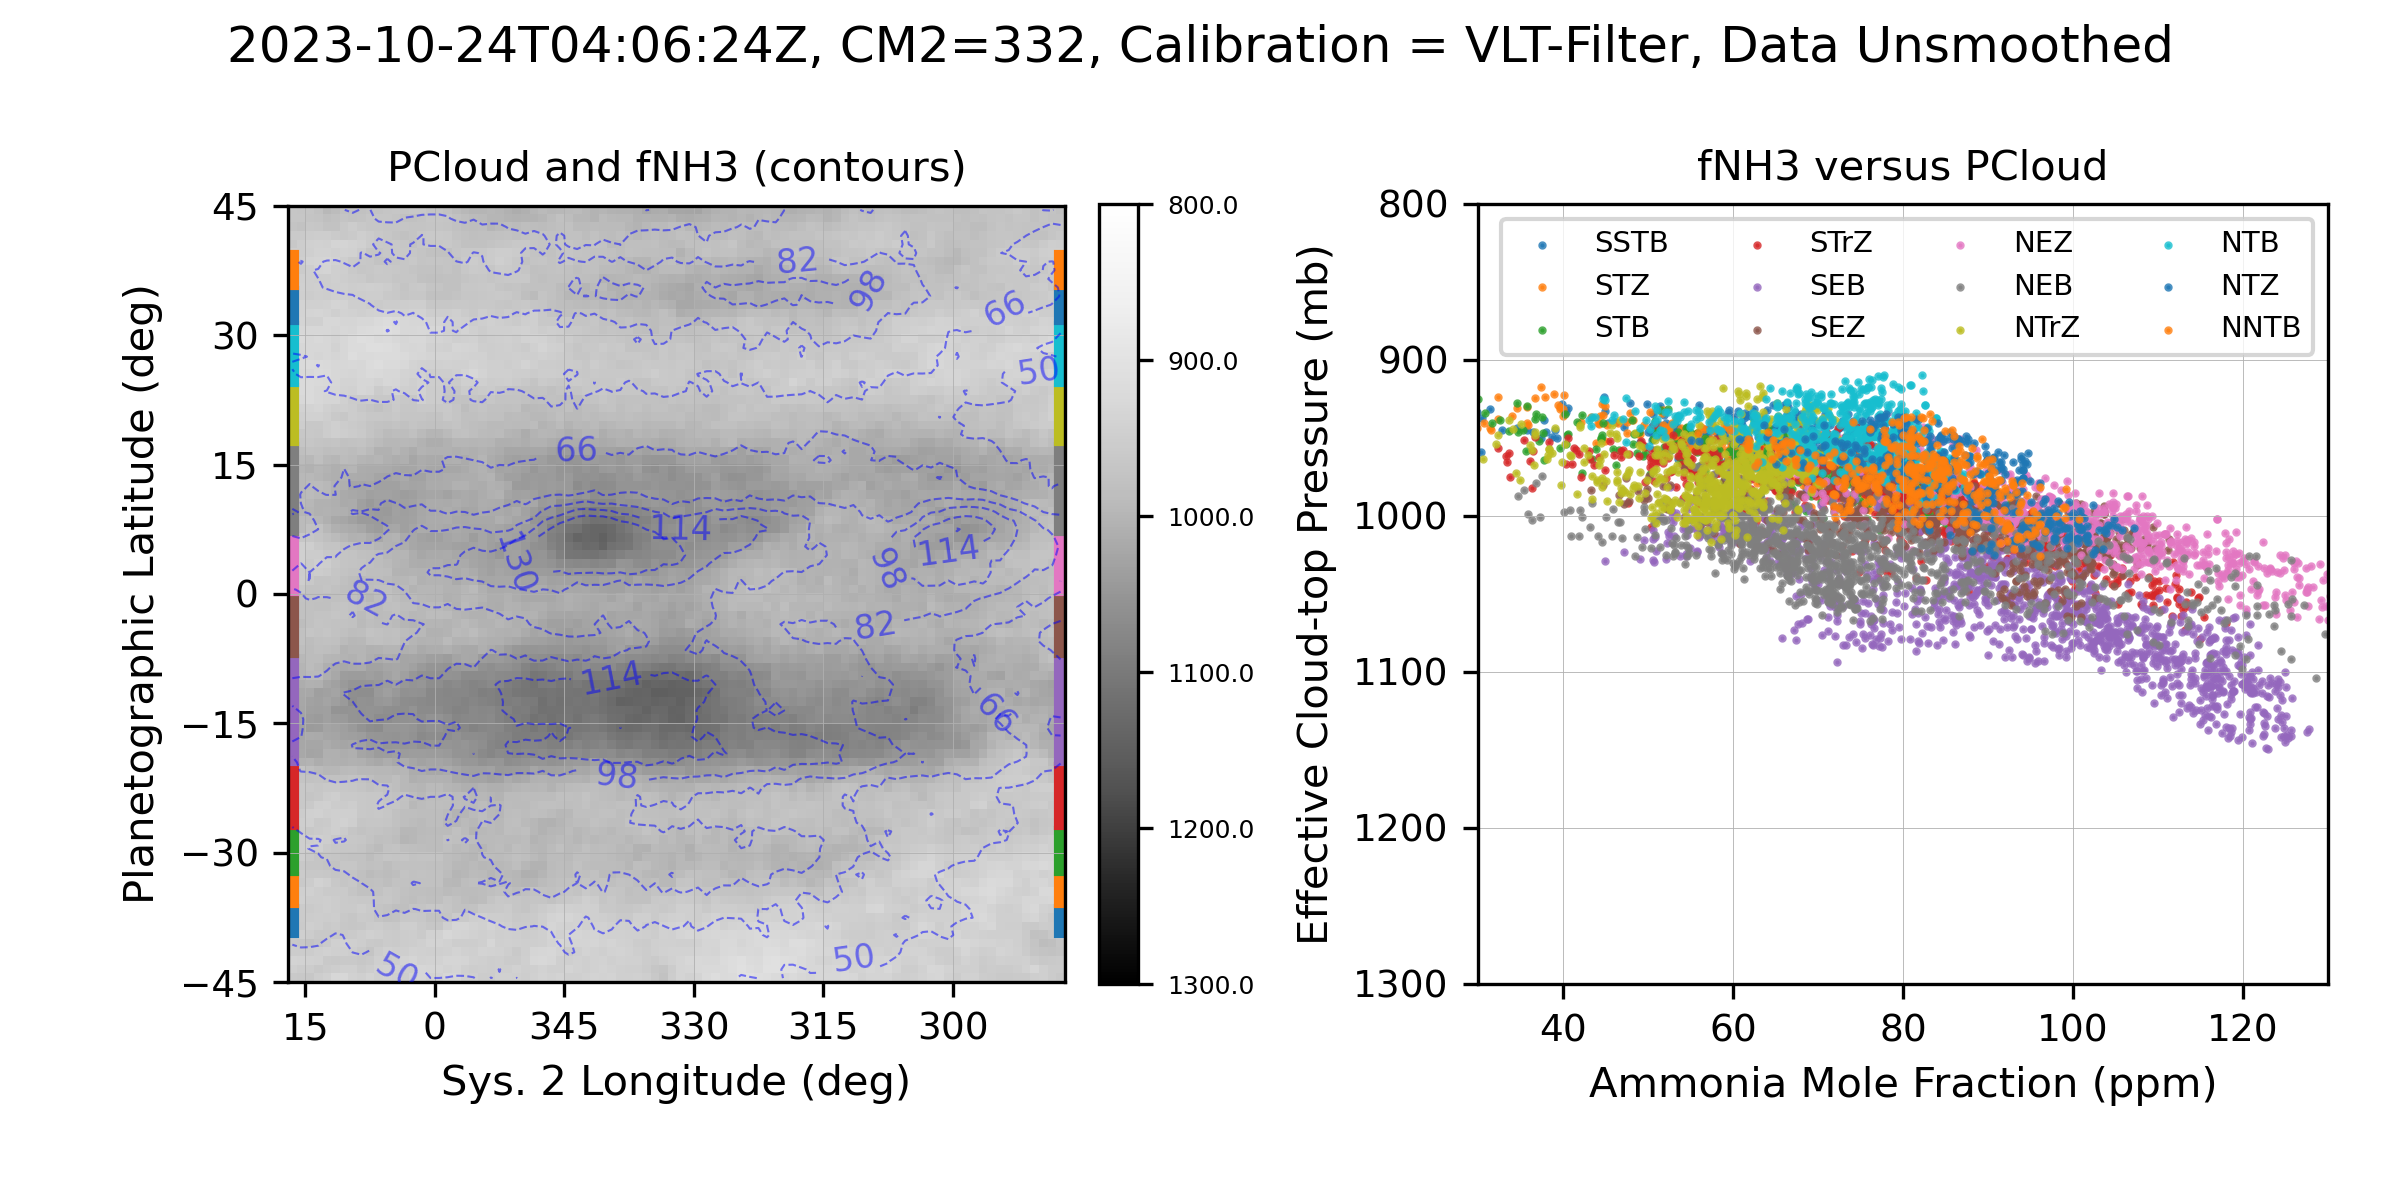 2023-10-24T04:06:24Z, CM2=332, Calibration = VLT-Filter, Data Unsmoothed
PCloud and fNH3 (contours)
Planetographic Latitude (deg)
45
30
15
0
−15
−30
−45
15 0 345 330 315 300
Sys. 2 Longitude (deg)
82
98
66
50
66
114
130
98
114
82
82
114
66
98
50
50
800.0
900.0
1000.0
1100.0
1200.0
1300.0
fNH3 versus PCloud
Effective Cloud-top Pressure (mb)
800
900
1000
1100
1200
1300
SSTB STrZ NEZ NTB
STZ SEB NEB NTZ
STB SEZ NTrZ NNTB
40 60 80 100 120
Ammonia Mole Fraction (ppm)